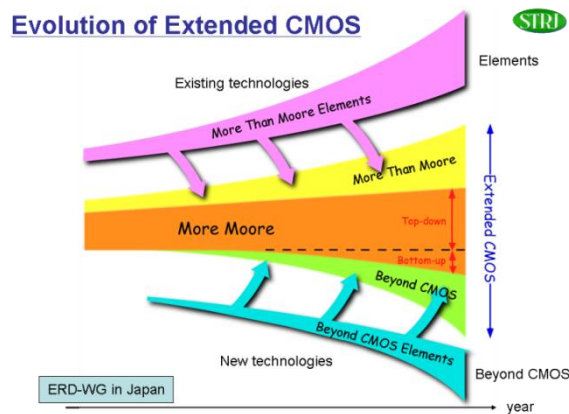 Evolution of Extended CMOS
STRJ
Elements
Existing technologies
More Than Moore Elements
More Than Moore
More Moore
Top-down
Bottom-up
Extended CMOS
Beyond CMOS
Beyond CMOS Elements
New technologies
Beyond CMOS
ERD-WG in Japan
year